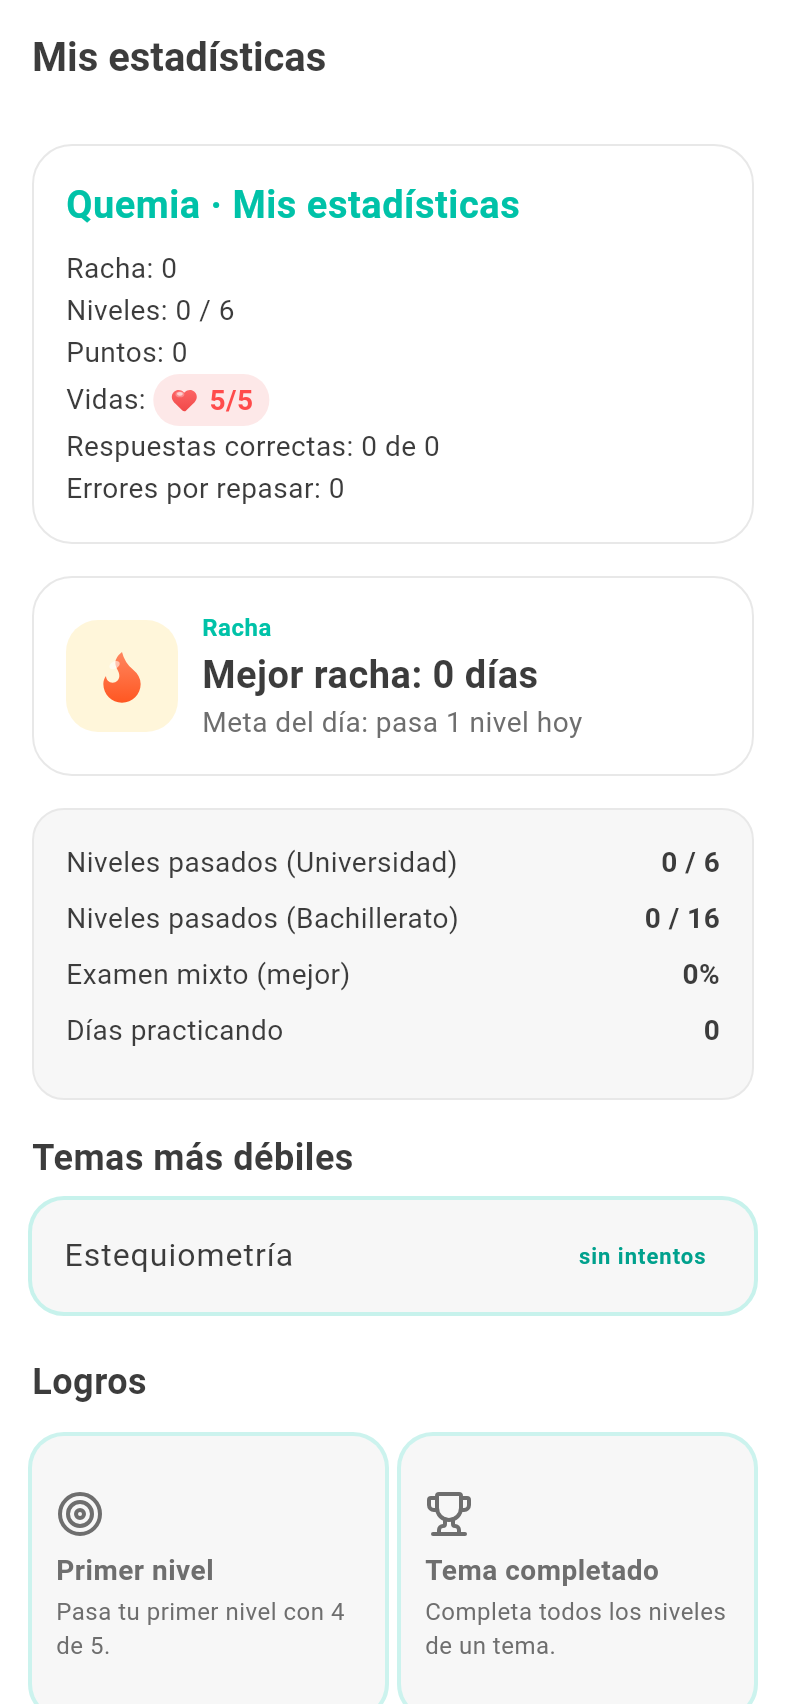 Mis estadísticas
Quemia · Mis estadísticas
Racha: 0
Niveles: 0 / 6
Puntos: 0
Vidas: 5/5
Respuestas correctas: 0 de 0
Errores por repasar: 0
Racha
Mejor racha: 0 días
Meta del día: pasa 1 nivel hoy
Niveles pasados (Universidad) 0 / 6
Niveles pasados (Bachillerato) 0 / 16
Examen mixto (mejor) 0%
Días practicando 0
Temas más débiles
Estequiometría sin intentos
Logros
Primer nivel
Pasa tu primer nivel con 4
de 5.
Tema completado
Completa todos los niveles
de un tema.